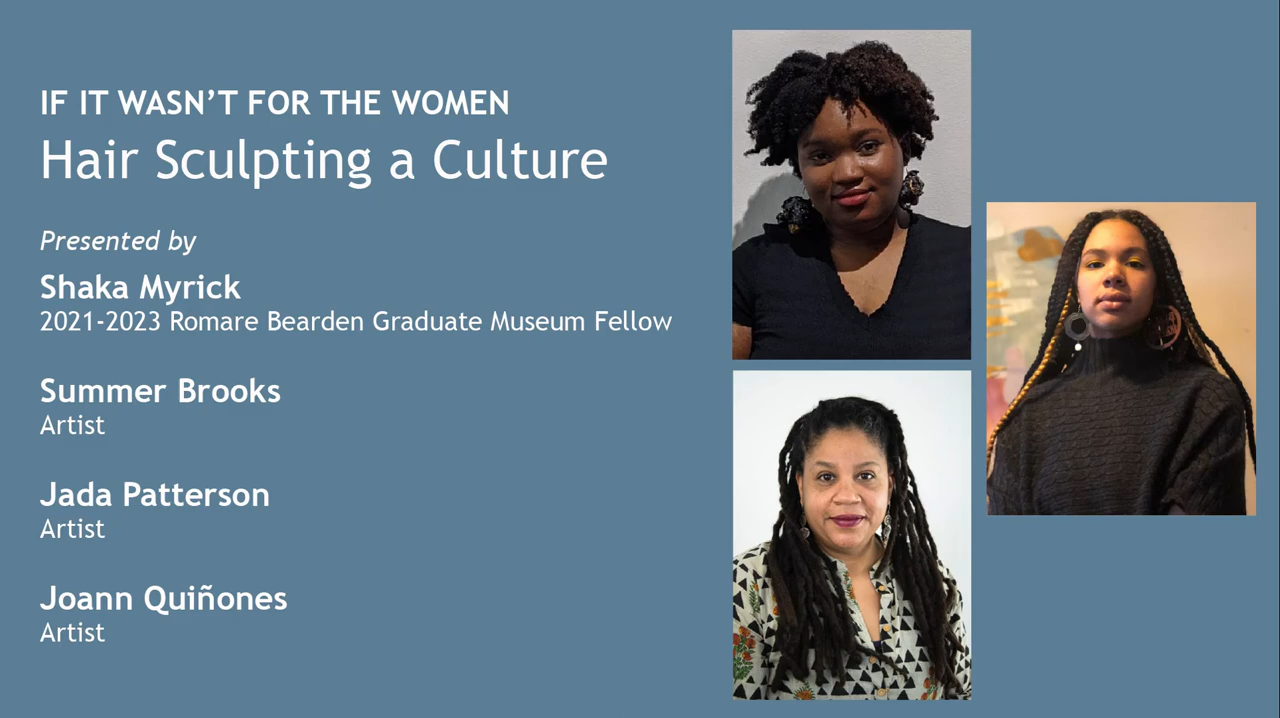 IF IT WASN’T FOR THE WOMEN
Hair Sculpting a Culture
Presented by
Shaka Myrick
2021-2023 Romare Bearden Graduate Museum Fellow
Summer Brooks
Artist
Jada Patterson
Artist
Joann Quiñones
Artist